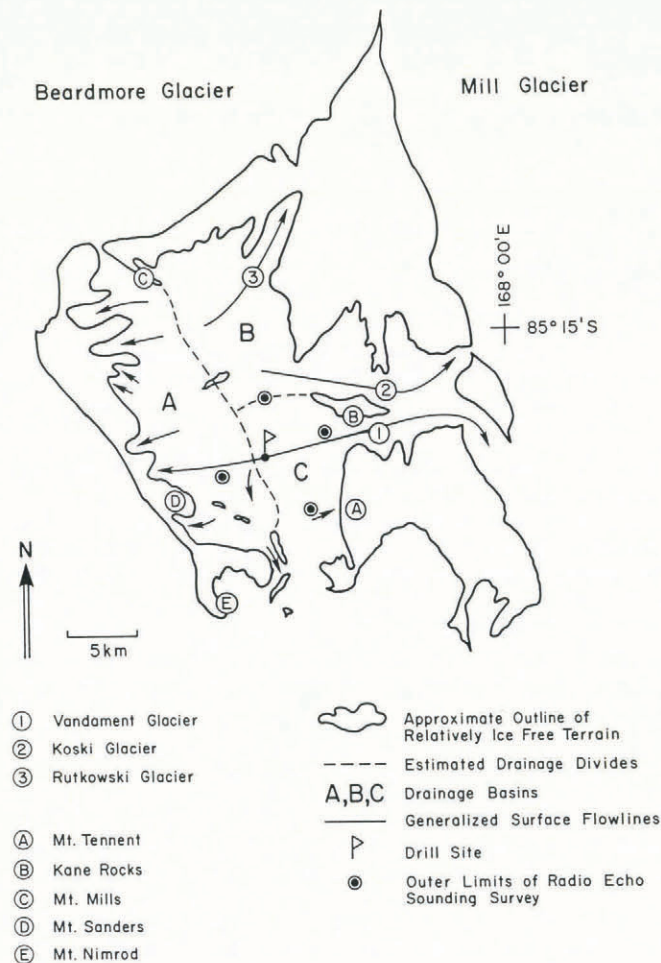 Beardmore Glacier
Mill Glacier
168° 00'E
85° 15'S
C
3
B
A
2
B
1
C
D
A
E
N
5km
1 Vandament Glacier
2 Koski Glacier
3 Rutkowski Glacier
A Mt. Tennent
B Kane Rocks
C Mt. Mills
D Mt. Sanders
E Mt. Nimrod
Approximate Outline of
Relatively Ice Free Terrain
Estimated Drainage Divides
A,B,C Drainage Basins
Generalized Surface Flowlines
Drill Site
Outer Limits of Radio Echo
Sounding Survey